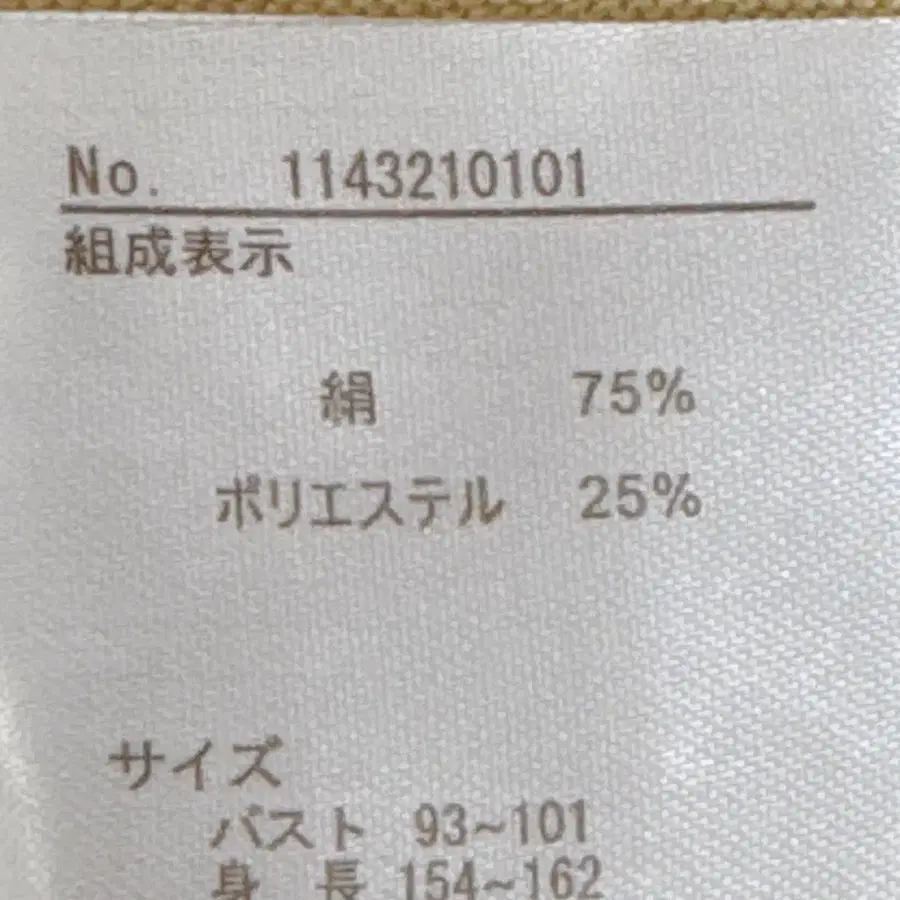 No. 1143210101
組成表示
絹 75%
ポリエステル 25%
サイズ
バスト 93~101
身長 154~162